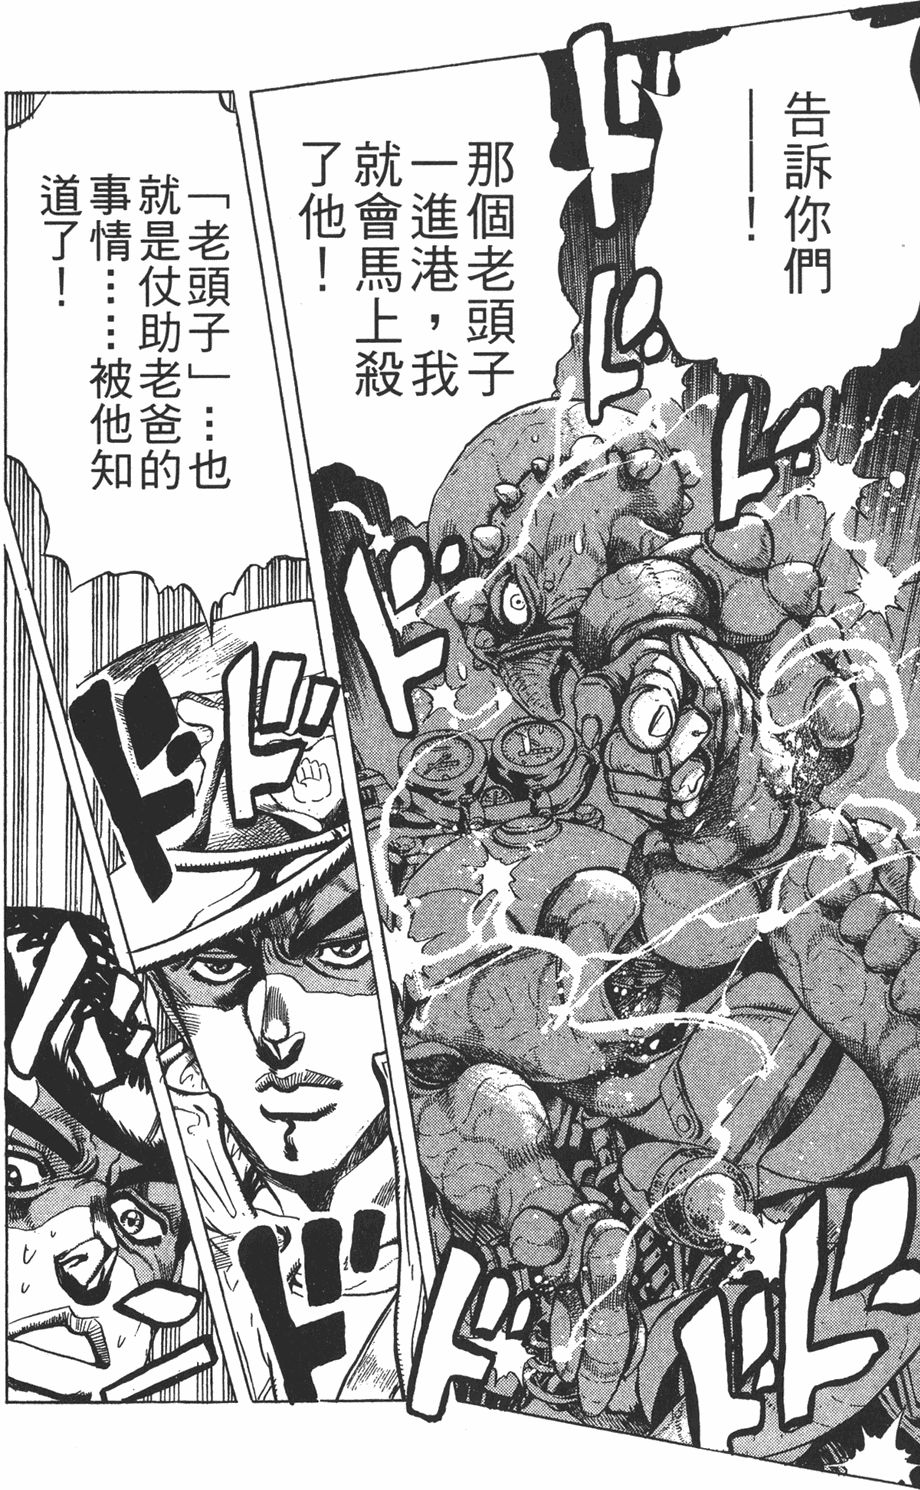 告訴你們
——！
那個老頭子
一進港，我
就會馬上殺
了他！
「老頭子」…也
就是仗助老爸的
事情……被他知
道了！
ド
ド
ド
ド
ド
ド
ド
ド
ド
ド